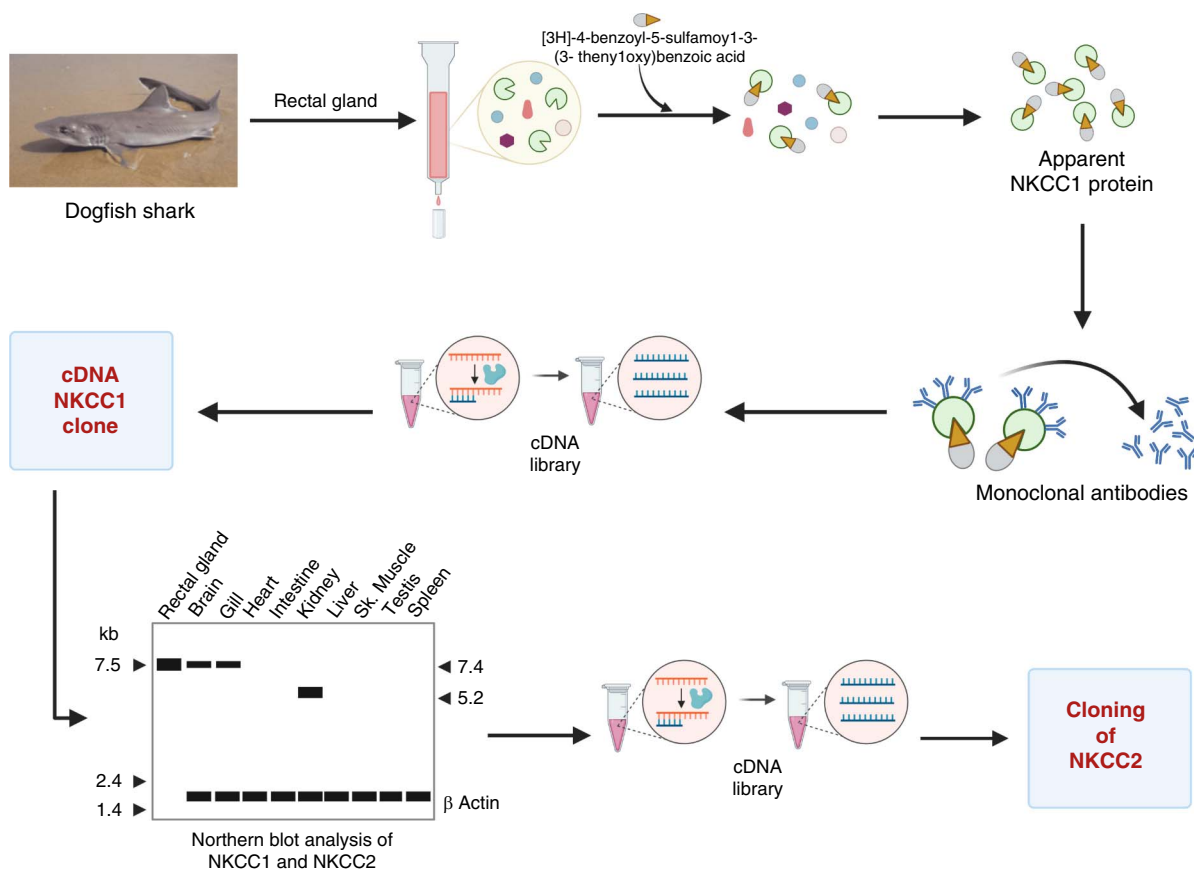 [3H]-4-benzoyl-5-sulfamoy1-3-
(3- theny1oxy)benzoic acid
Rectal gland
Dogfish shark
Apparent
NKCC1 protein
cDNA
NKCC1
clone
cDNA
library
Monoclonal antibodies
Rectal gland
Brain
Gill
Heart
Intestine
Kidney
Liver
Sk. Muscle
Testis
Spleen
kb
7.5
7.4
5.2
2.4
1.4
β Actin
Northern blot analysis of
NKCC1 and NKCC2
cDNA
library
Cloning
of
NKCC2